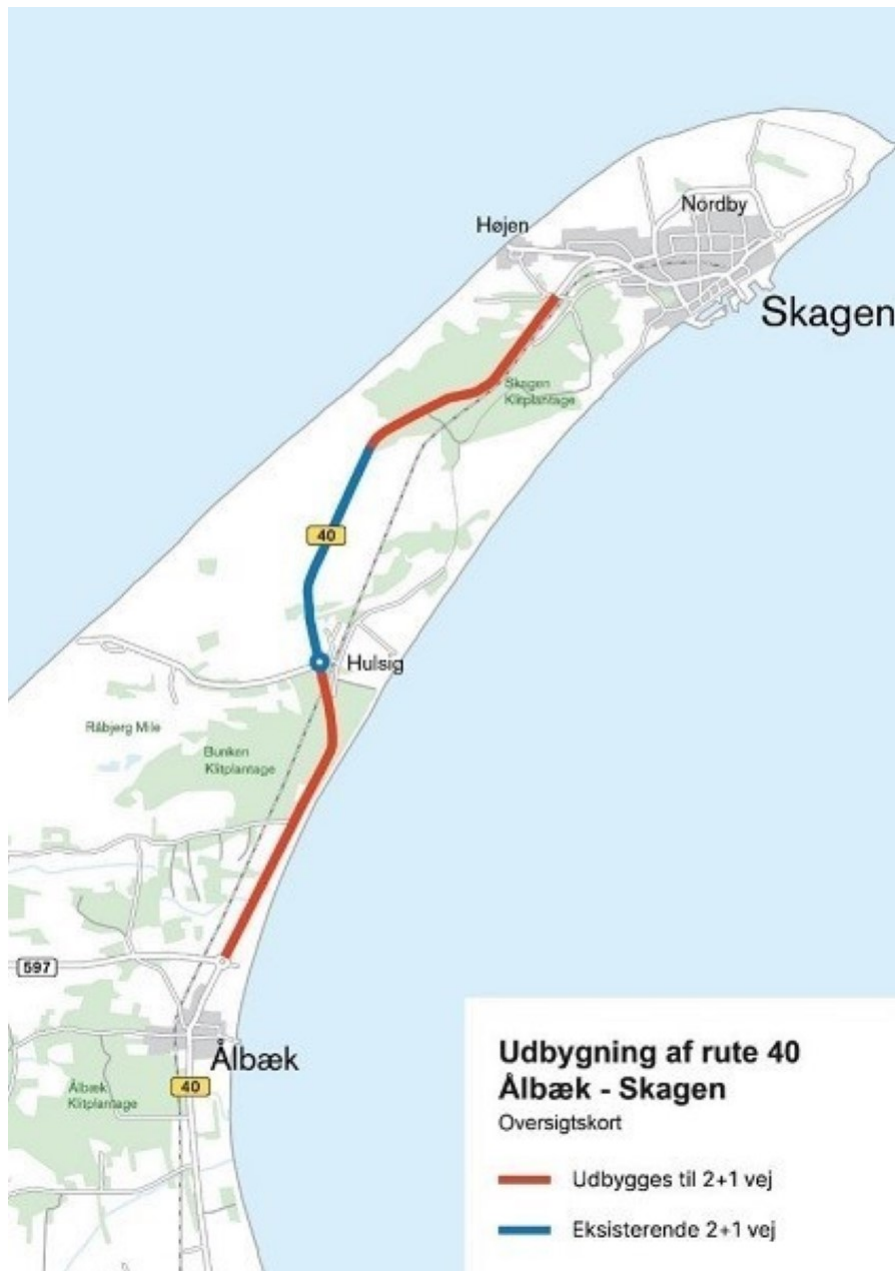 Nordby
Højen
Skagen
Skagen
Klitplantage
40
Hulsig
Råbjerg Mile
Bunken
Klitplantage
597
Ålbæk
40
Ålbæk
Klitplantage
Udbygning af rute 40
Ålbæk - Skagen
Oversigtskort
Udbygges til 2+1 vej
Eksisterende 2+1 vej